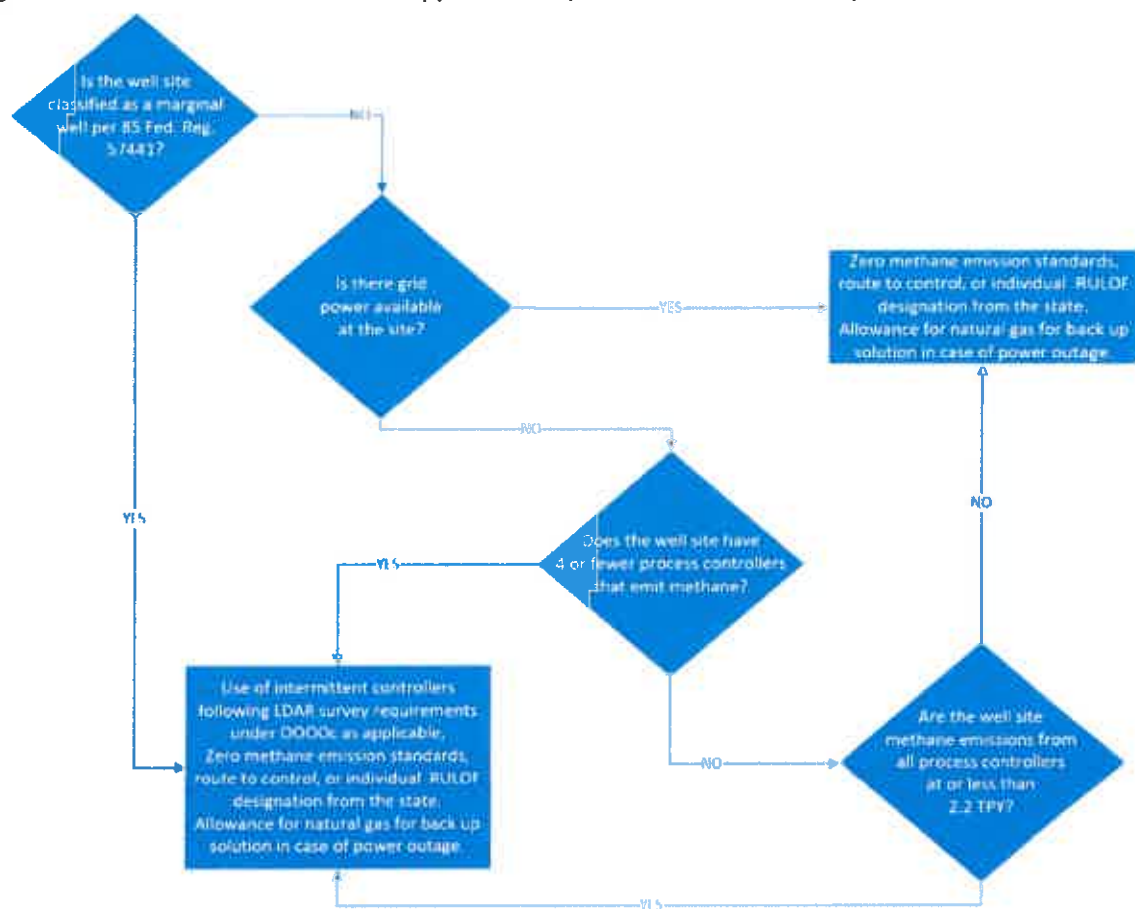 Is the well site
classified as a marginal
well per 85 Fed. Reg.
57441?
NO
Is there grid
power available
at the site?
YES
Zero methane emission standards,
route to control, or individual RULOF
designation from the state.
Allowance for natural gas for back up
solution in case of power outage.
NO
YES
Does the well site have
4 or fewer process controllers
that emit methane?
YES
NO
Use of intermittent controllers
following LDAR survey requirements
under OOOOc as applicable,
Zero methane emission standards,
route to control, or individual RULOF
designation from the state.
Allowance for natural gas for back up
solution in case of power outage.
NO
Are the well site
methane emissions from
all process controllers
at or less than
2.2 TPY?
YES